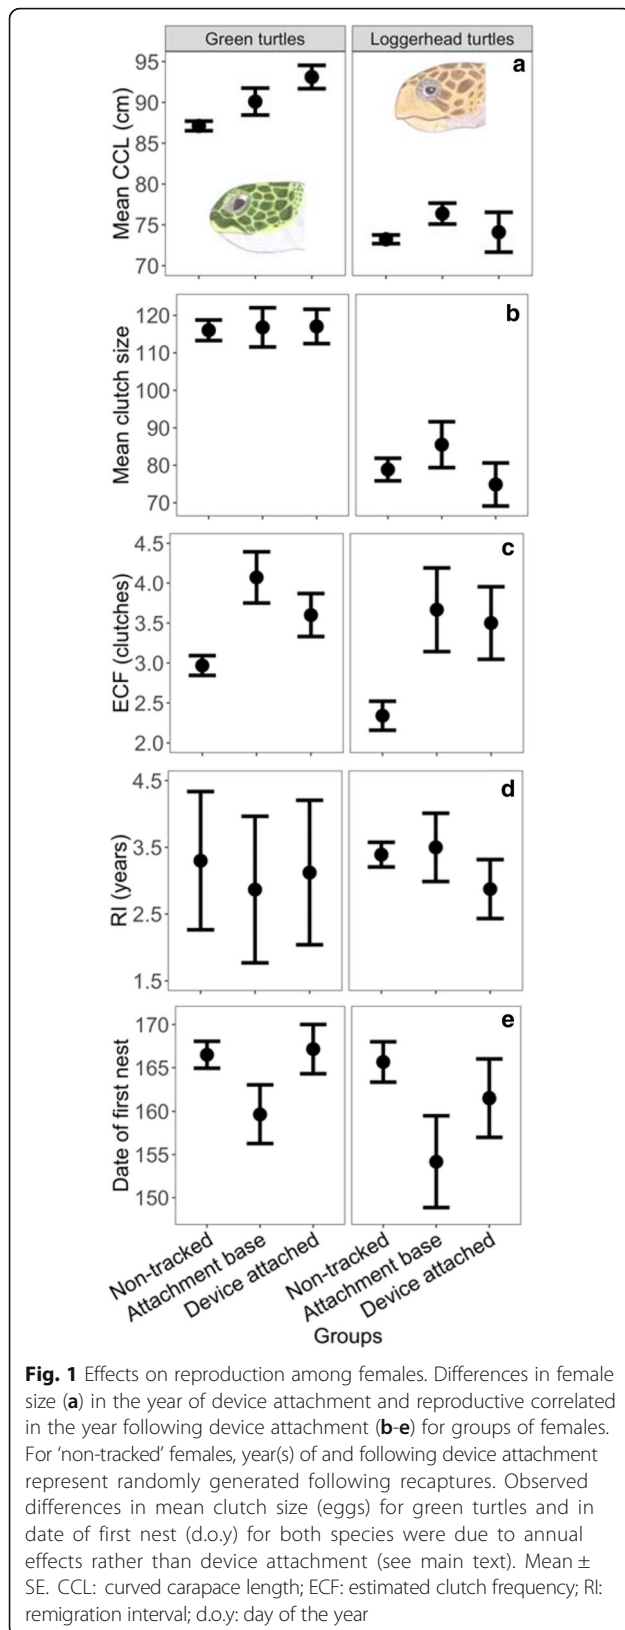 Green turtles
Loggerhead turtles
a
Mean CCL (cm)
95
90
85
80
75
70
b
Mean clutch size
120
110
100
90
80
70
c
ECF (clutches)
4.5
4.0
3.5
3.0
2.5
2.0
d
RI (years)
4.5
3.5
2.5
1.5
e
Date of first nest
170
165
160
155
150
Non-tracked
Attachment base
Device attached
Non-tracked
Attachment base
Device attached
Groups
Fig. 1 Effects on reproduction among females. Differences in female
size (a) in the year of device attachment and reproductive correlated
in the year following device attachment (b-e) for groups of females.
For ‘non-tracked’ females, year(s) of and following device attachment
represent randomly generated following recaptures. Observed
differences in mean clutch size (eggs) for green turtles and in
date of first nest (d.o.y) for both species were due to annual
effects rather than device attachment (see main text). Mean ±
SE. CCL: curved carapace length; ECF: estimated clutch frequency; RI:
remigration interval; d.o.y: day of the year